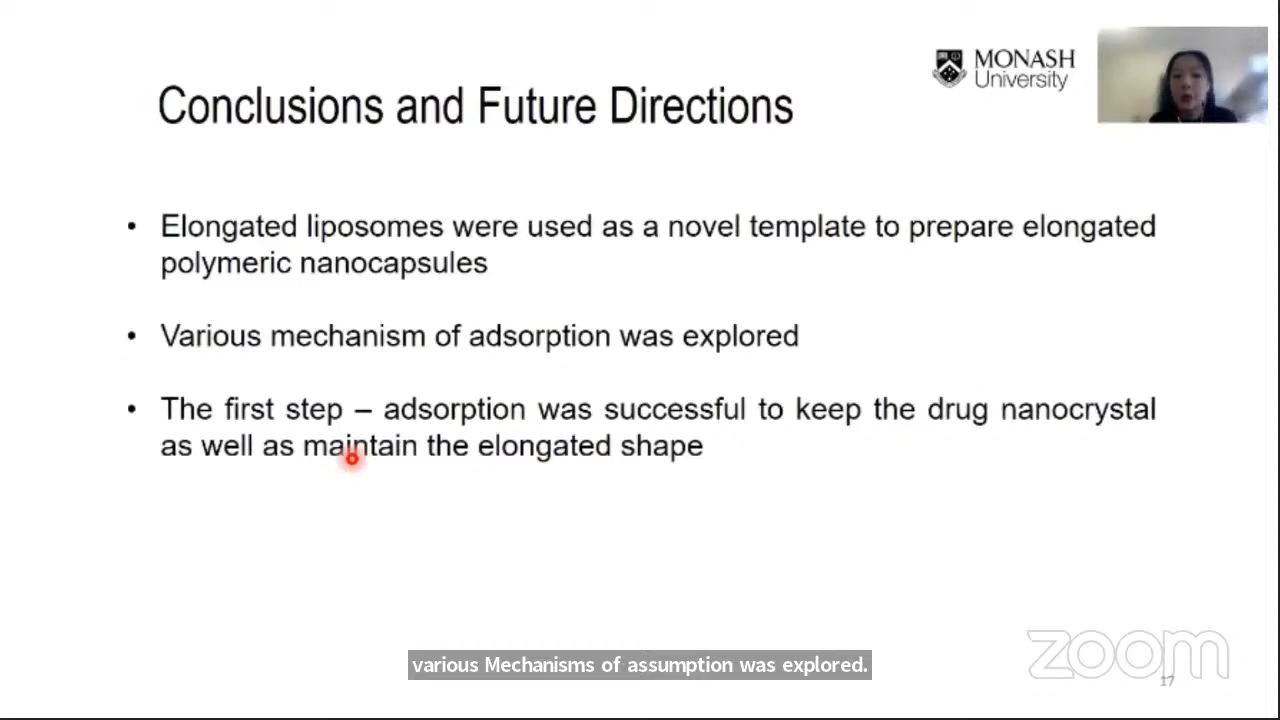 MONASH
University
Conclusions and Future Directions
• Elongated liposomes were used as a novel template to prepare elongated
polymeric nanocapsules
• Various mechanism of adsorption was explored
• The first step – adsorption was successful to keep the drug nanocrystal
as well as maintain the elongated shape
various Mechanisms of assumption was explored.
zoom
17